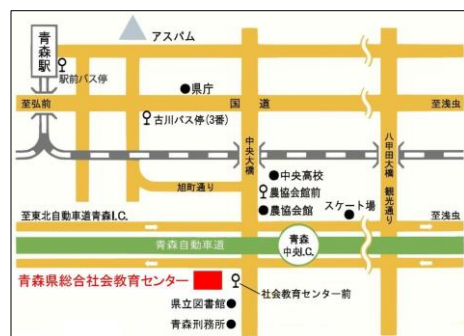 アスパム
青森駅
駅前バス停
県庁
至弘前
国道
至浅虫
古川バス停(3番)
中央大橋
八甲田大橋
観光通り
中央高校
旭町通り
農協会館前
スケート場
農協会館
至東北自動車道青森I.C.
至浅虫
青森自動車道
青森
中央I.C.
青森県総合社会教育センター
社会教育センター前
県立図書館
青森刑務所